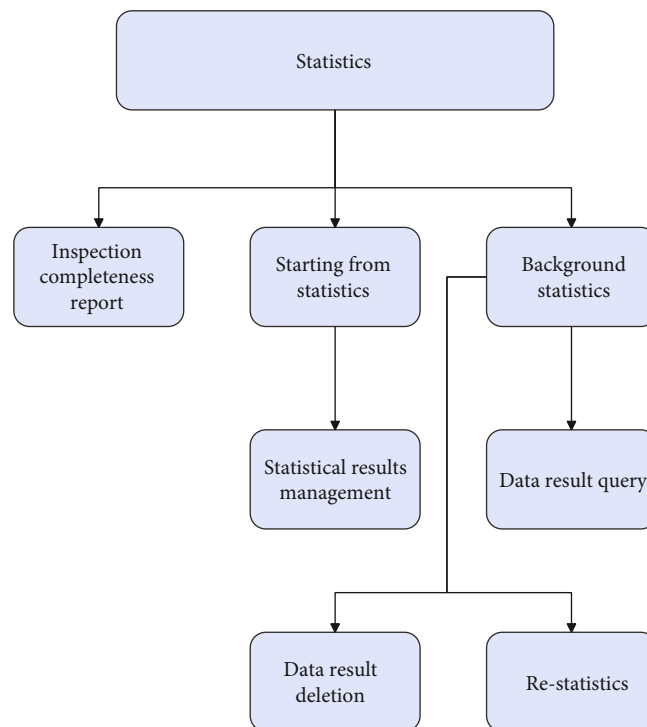 Statistics
Inspection
completeness
report
Starting from
statistics
Background
statistics
Statistical results
management
Data result query
Data result
deletion
Re-statistics